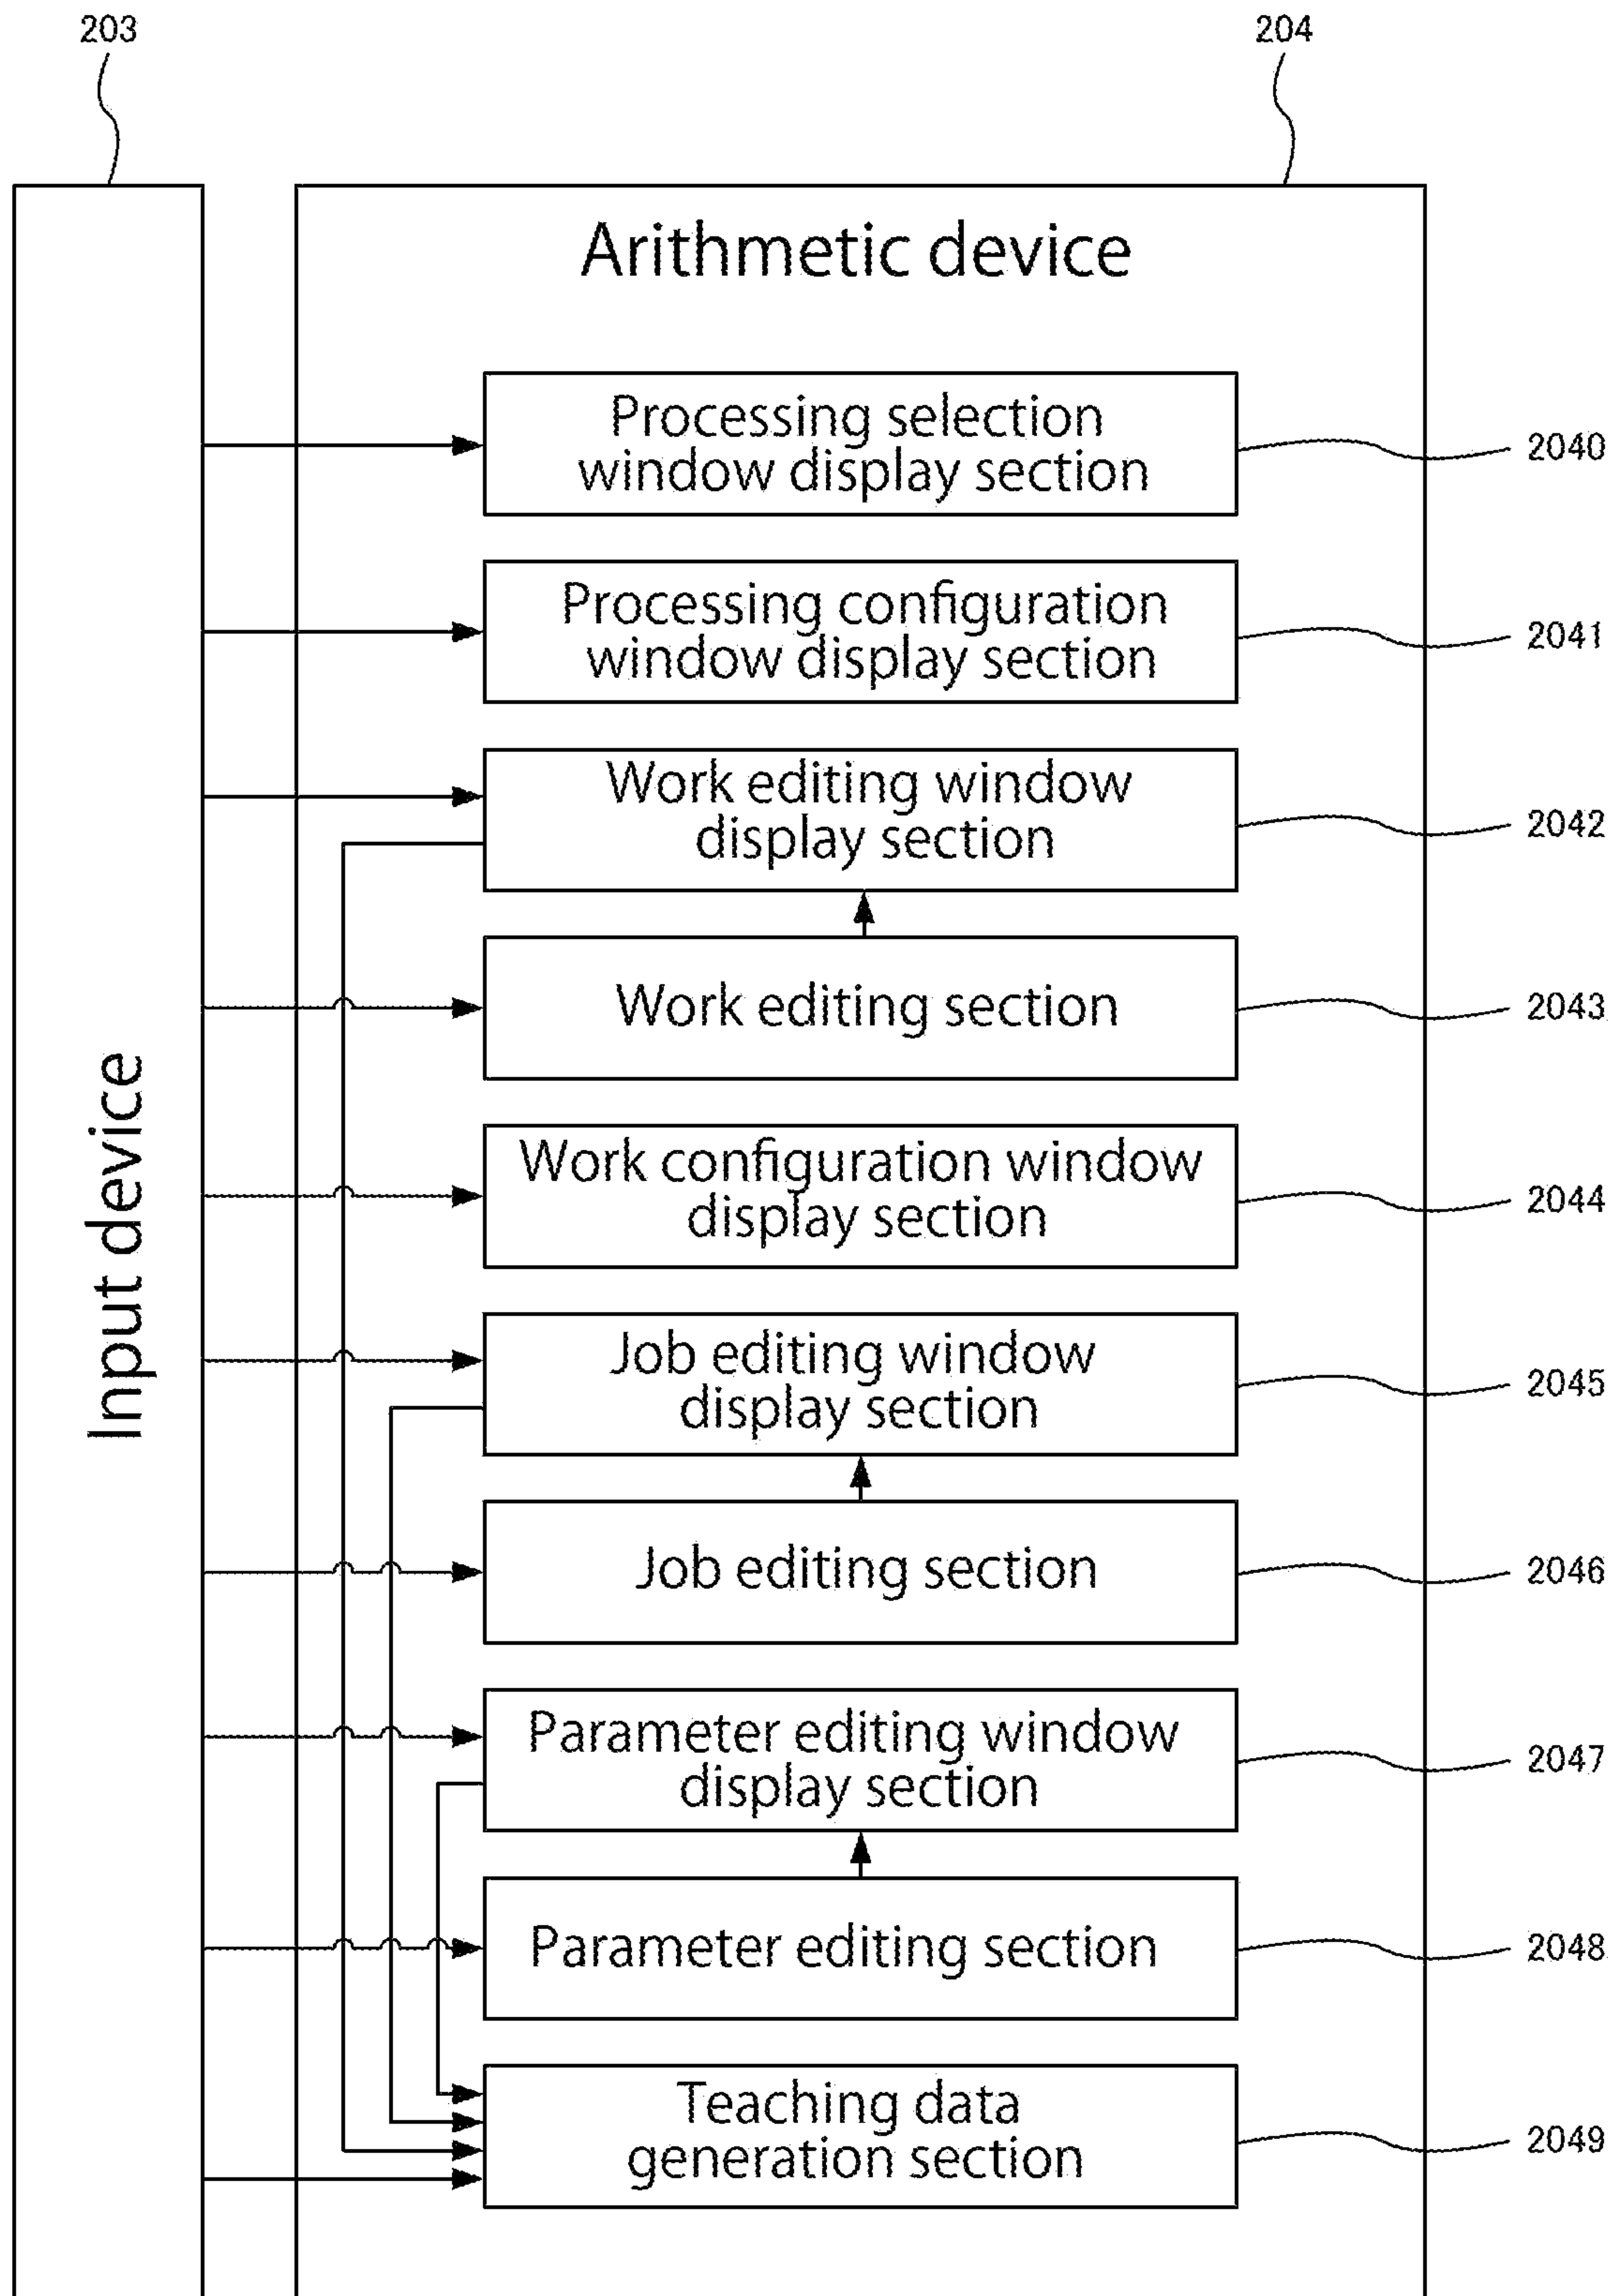 203
204
Input device
Arithmetic device
Processing selection
window display section
2040
Processing configuration
window display section
2041
Work editing window
display section
2042
Work editing section
2043
Work configuration window
display section
2044
Job editing window
display section
2045
Job editing section
2046
Parameter editing window
display section
2047
Parameter editing section
2048
Teaching data
generation section
2049